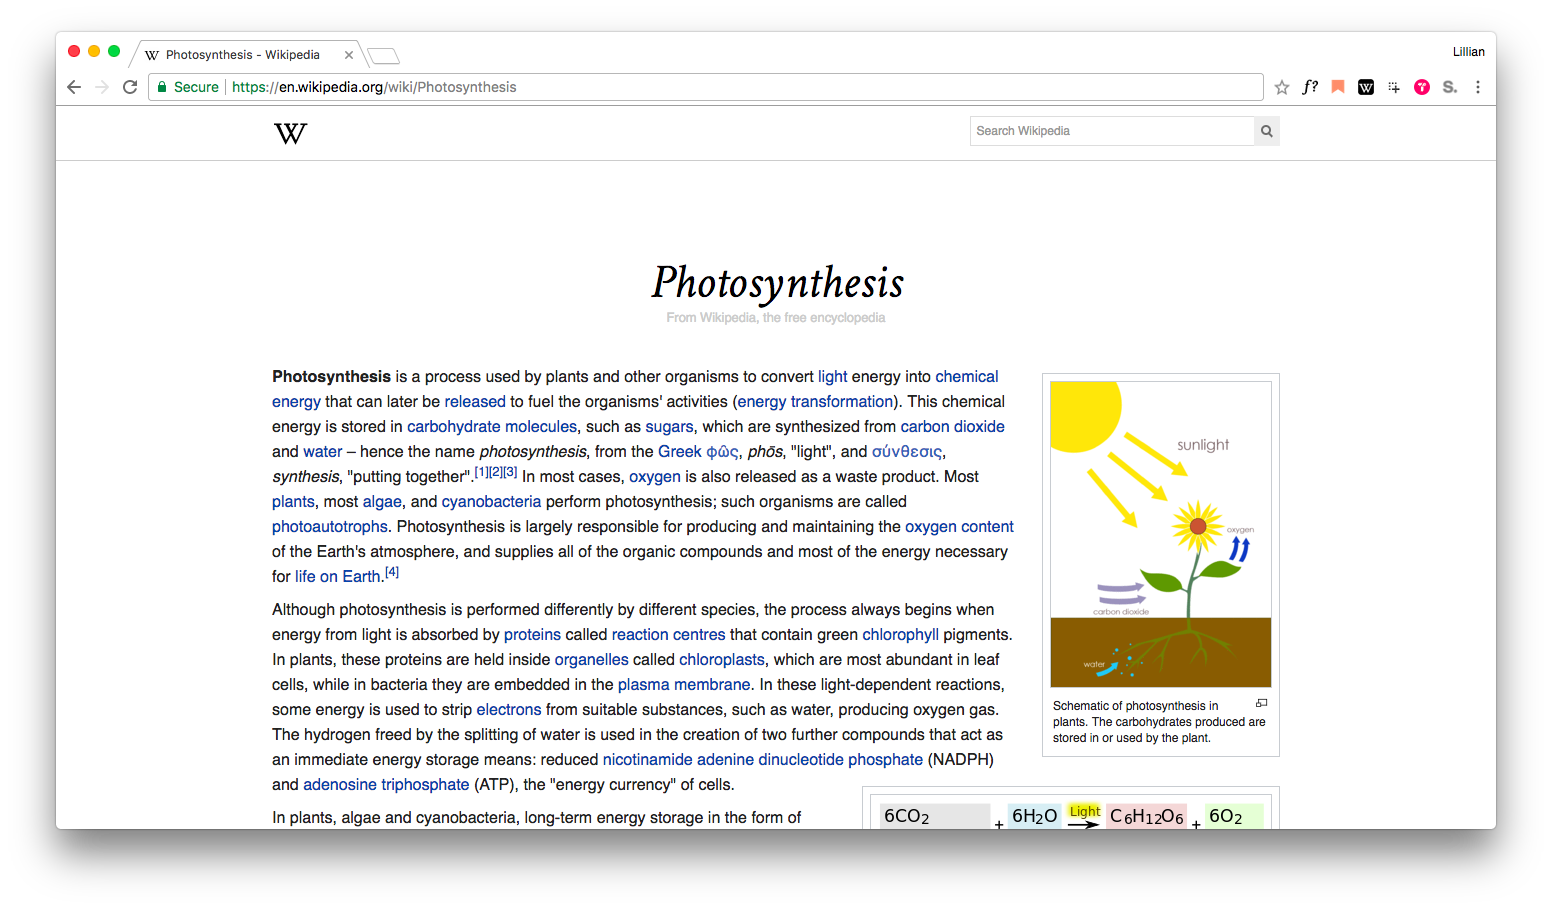 Photosynthesis - Wikipedia
Lillian
Secure
https://en.wikipedia.org/wiki/Photosynthesis
f?
W
S.
W
Search Wikipedia
Photosynthesis
From Wikipedia, the free encyclopedia
Photosynthesis is a process used by plants and other organisms to convert light energy into chemical
energy that can later be released to fuel the organisms' activities (energy transformation). This chemical
energy is stored in carbohydrate molecules, such as sugars, which are synthesized from carbon dioxide
and water – hence the name photosynthesis, from the Greek φῶς, phōs, "light", and σύνθεσις,
synthesis, "putting together".[1][2][3] In most cases, oxygen is also released as a waste product. Most
plants, most algae, and cyanobacteria perform photosynthesis; such organisms are called
photoautotrophs. Photosynthesis is largely responsible for producing and maintaining the oxygen content
of the Earth's atmosphere, and supplies all of the organic compounds and most of the energy necessary
for life on Earth.[4]
Although photosynthesis is performed differently by different species, the process always begins when
energy from light is absorbed by proteins called reaction centres that contain green chlorophyll pigments.
In plants, these proteins are held inside organelles called chloroplasts, which are most abundant in leaf
cells, while in bacteria they are embedded in the plasma membrane. In these light-dependent reactions,
some energy is used to strip electrons from suitable substances, such as water, producing oxygen gas.
The hydrogen freed by the splitting of water is used in the creation of two further compounds that act as
an immediate energy storage means: reduced nicotinamide adenine dinucleotide phosphate (NADPH)
and adenosine triphosphate (ATP), the "energy currency" of cells.
In plants, algae and cyanobacteria, long-term energy storage in the form of
sunlight
oxygen
carbon dioxide
water
Schematic of photosynthesis in
plants. The carbohydrates produced are
stored in or used by the plant.
6CO2 + 6H2O Light → C6H12O6 + 6O2